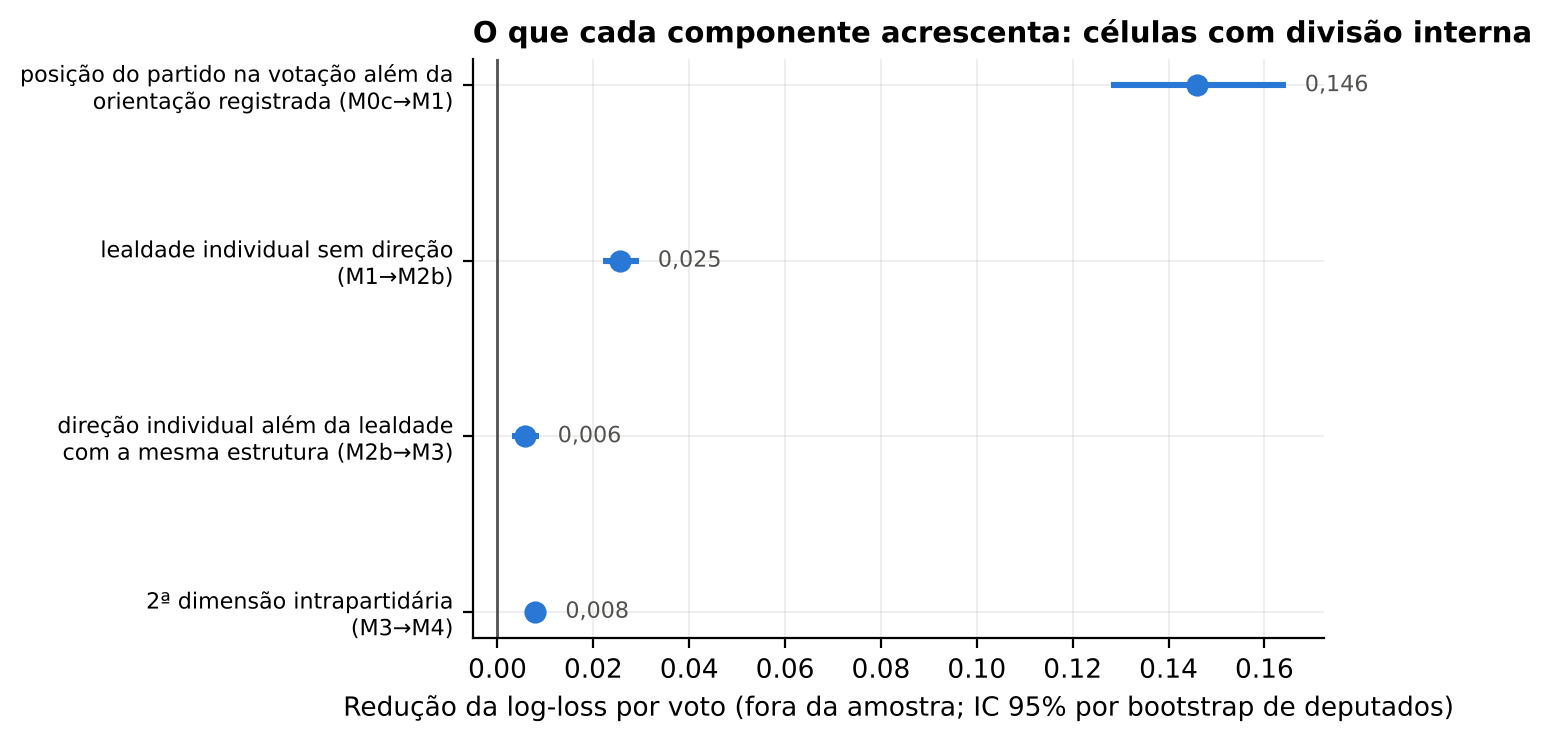 O que cada componente acrescenta: células com divisão interna
posição do partido na votação além da
orientação registrada (M0c→M1)
0,146
lealdade individual sem direção
(M1→M2b)
0,025
direção individual além da lealdade
com a mesma estrutura (M2b→M3)
0,006
2ª dimensão intrapartidária
(M3→M4)
0,008
0.00 0.02 0.04 0.06 0.08 0.10 0.12 0.14 0.16
Redução da log-loss por voto (fora da amostra; IC 95% por bootstrap de deputados)